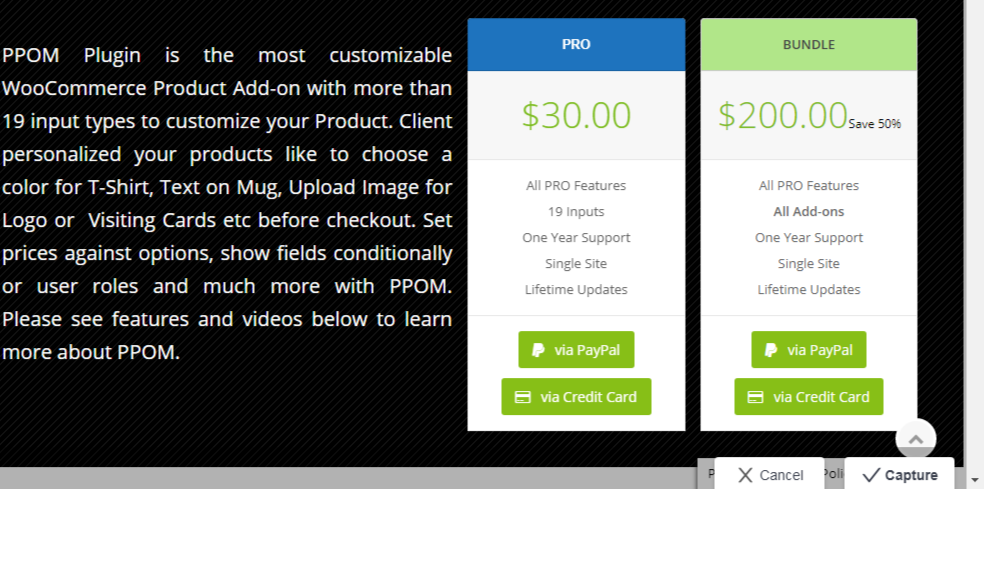 PPOM Plugin is the most customizable
WooCommerce Product Add-on with more than
19 input types to customize your Product. Client
personalized your products like to choose a
color for T-Shirt, Text on Mug, Upload Image for
Logo or Visiting Cards etc before checkout. Set
prices against options, show fields conditionally
or user roles and much more with PPOM.
Please see features and videos below to learn
more about PPOM.
PRO
$30.00
All PRO Features
19 Inputs
One Year Support
Single Site
Lifetime Updates
via PayPal
via Credit Card
BUNDLE
$200.00 Save 50%
All PRO Features
All Add-ons
One Year Support
Single Site
Lifetime Updates
via PayPal
via Credit Card
Cancel
Capture